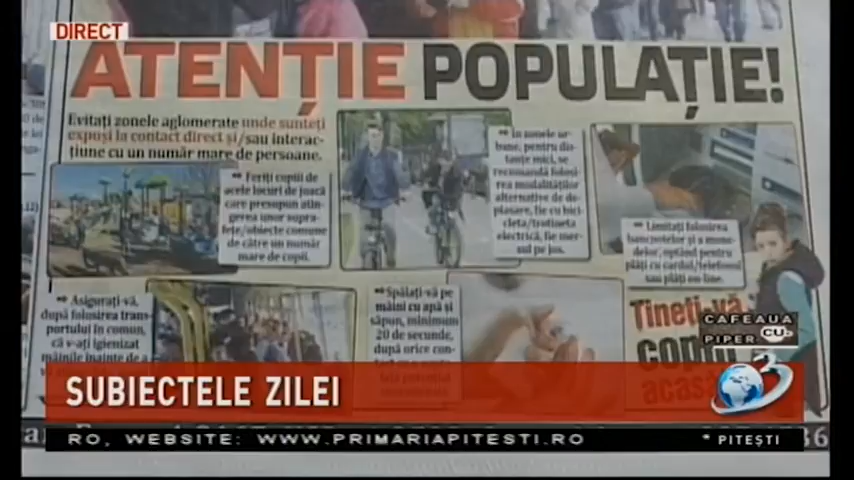 DIRECT
ATENȚIE POPULAȚIE!
Evitați zonele aglomerate unde sunteți
expuși la contact direct și/sau interac-
țiune cu un număr mare de persoane.
Feriți copiii de
acele locuri de joacă
care presupun atin-
gerea unor supra-
fețe/obiecte comune
de către un număr
mare de copii.
În zonele ur-
bane, pentru dis-
tanțe mici, se
recomandă folosi-
rea modalităților
alternative de de-
plasare, fie cu bici-
cleta/trotineta
electrică, fie mer-
sul pe jos.
Limitați folosirea
bancnotelor și a mone-
delor, optând pentru
plăți cu cardul/telefonul
sau plăți on-line.
Asigurați-vă,
după folosirea trans-
portului în comun,
că v-ați igienizat
mâinile înainte de a
Spălați-vă pe
mâini cu apă și
săpun, minimum
20 de secunde,
după orice con-
Țineți-vă
copiii
acasă
CAFEAUA
CU
PIPER
3
SUBIECTELE ZILEI
RO, WEBSITE: WWW.PRIMARIAPITESTI.RO
* PITEȘTI